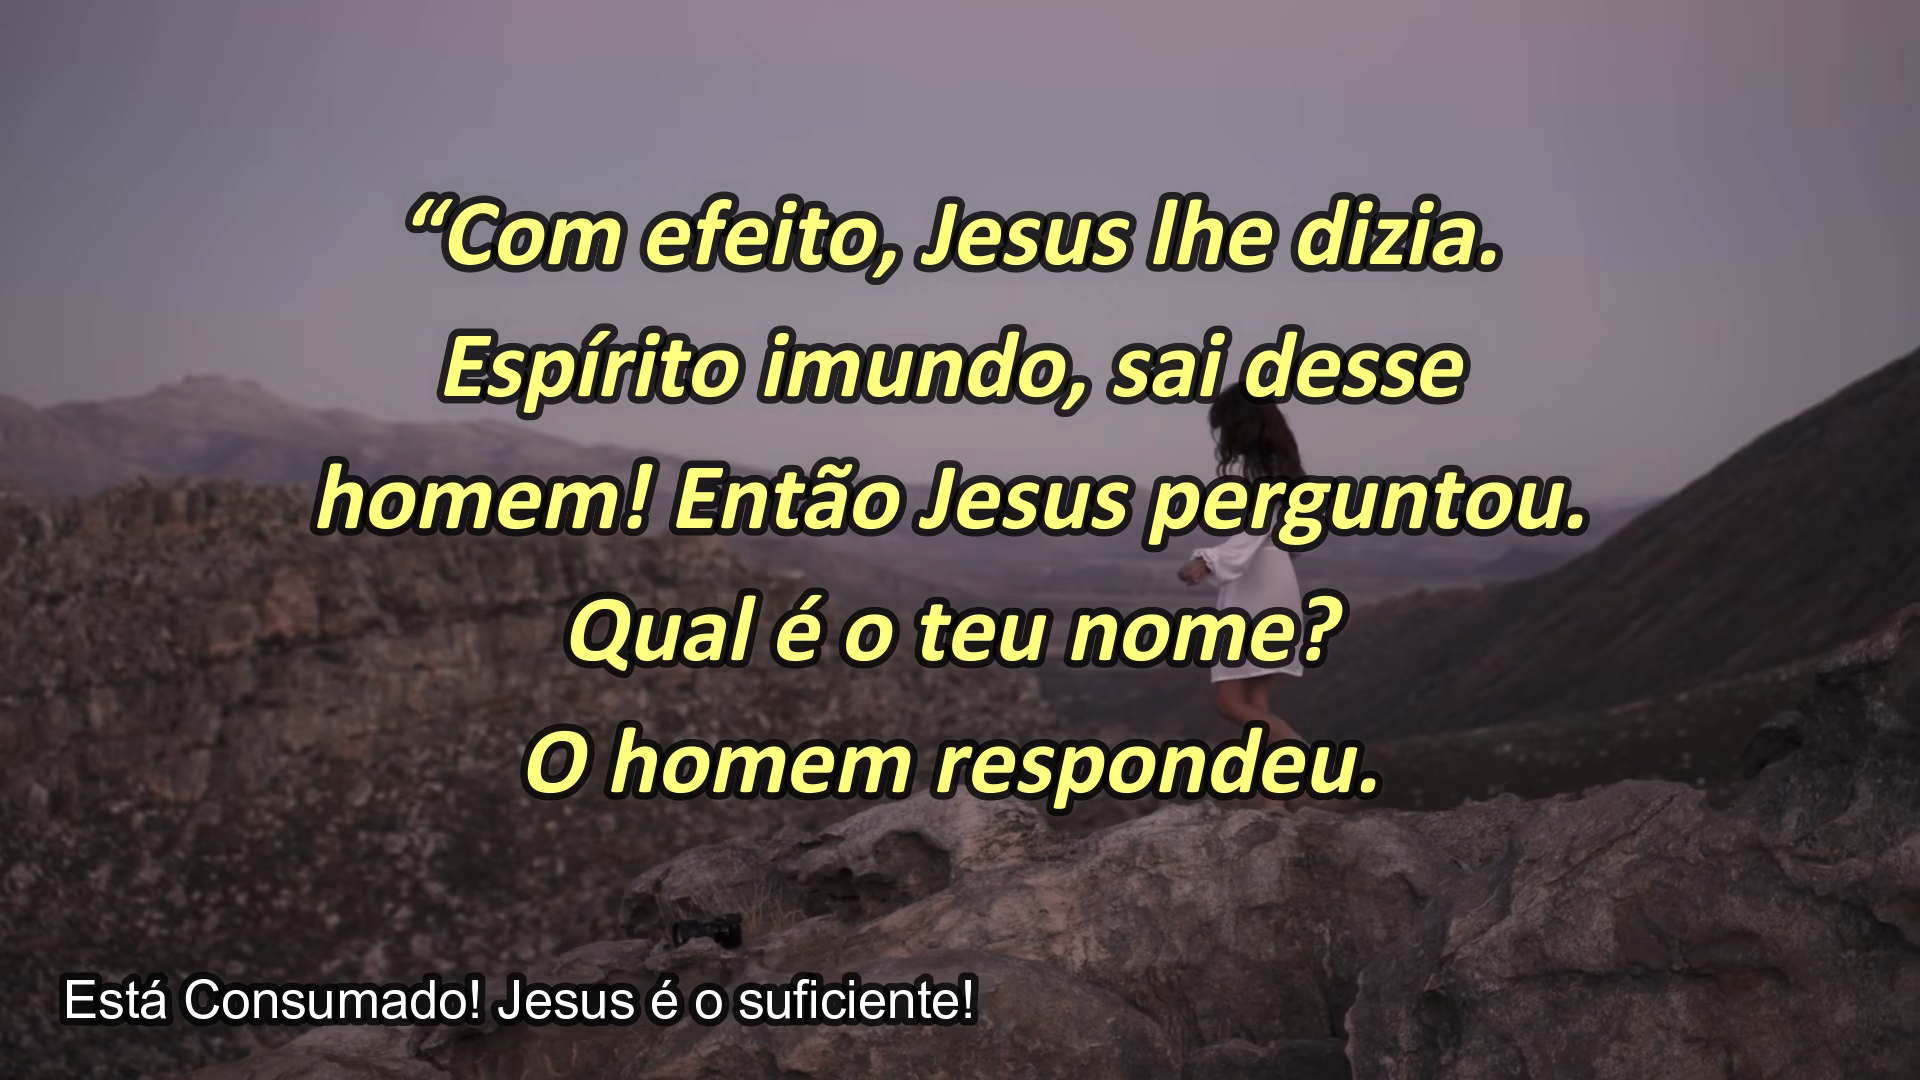 “Com efeito, Jesus lhe dizia.
Espírito imundo, sai desse
homem! Então Jesus perguntou.
Qual é o teu nome?
O homem respondeu.
Está Consumado! Jesus é o suficiente!